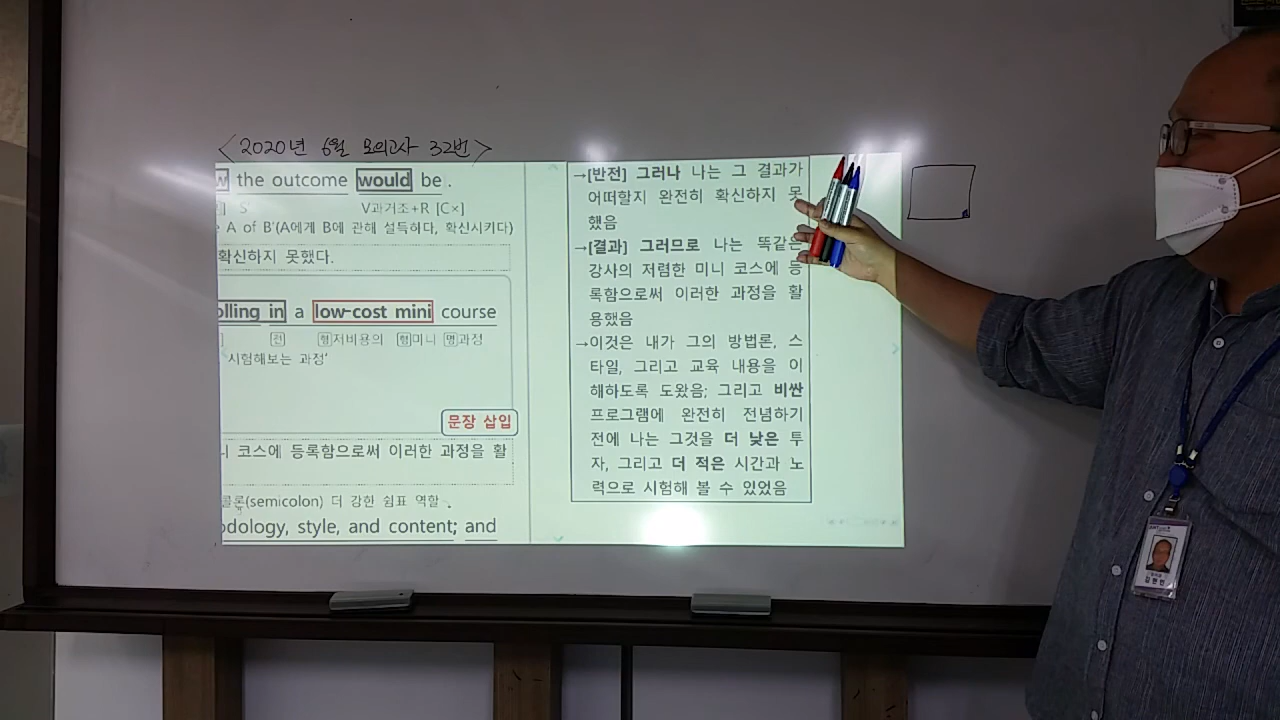 <2020년 6월 모의고사 32번>
the outcome would be.
S V과거조+R [C×]
A of B'(A에게 B에 관해 설득하다, 확신시키다)
확신하지 못했다.
olling in a low-cost mini course
전 형저비용의 형미니 명과정
시험해보는 과정'
문장 삽입
코스에 등록함으로써 이러한 과정을 활
콜론(semicolon) 더 강한 쉼표 역할.
odology, style, and content; and
→[반전] 그러나 나는 그 결과가
어떠할지 완전히 확신하지 못
했음
→[결과] 그러므로 나는 똑같은
강사의 저렴한 미니 코스에 등
록함으로써 이러한 과정을 활
용했음
→이것은 내가 그의 방법론, 스
타일, 그리고 교육 내용을 이
해하도록 도왔음; 그리고 비싼
프로그램에 완전히 전념하기
전에 나는 그것을 더 낮은 투
자, 그리고 더 적은 시간과 노
력으로 시험해 볼 수 있었음